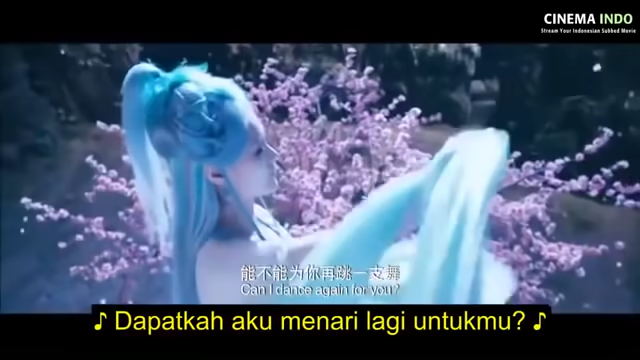 CINEMA INDO
Stream Your Indonesian Subbed Movie
能不能为你再跳一支舞
Can I dance again for you?
♪ Dapatkah aku menari lagi untukmu? ♪